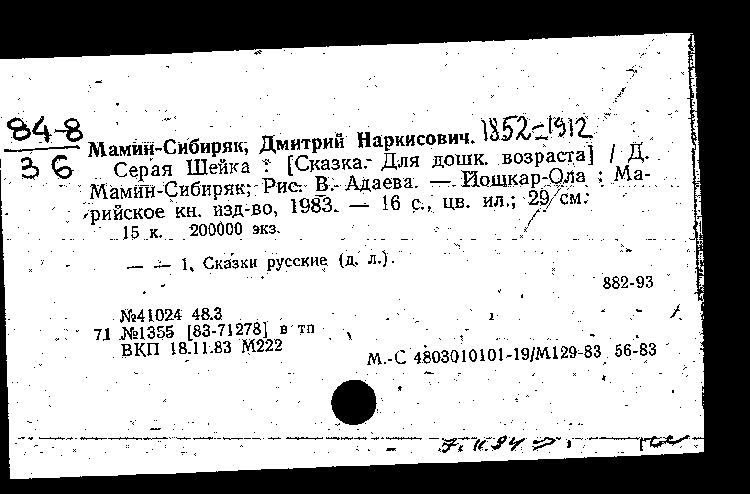 84-8
36
Мамин-Сибиряк, Дмитрий Наркисович. 1852-1912
Серая Шейка : [Сказка. Для дошк. возраста] / Д.
Мамин-Сибиряк; Рис. В. Адаева. — Йошкар-Ола : Ма-
рийское кн. изд-во, 1983. — 16 с., цв. ил.; 29 см.
15 к. 200000 экз.
— — 1. Сказки русские (д. л.).
882-93
№41024 48.3
71 №1355 [83-71278] в тп
ВКП 18.11.83 М222
М.-С 4803010101-19/М129-83 56-83